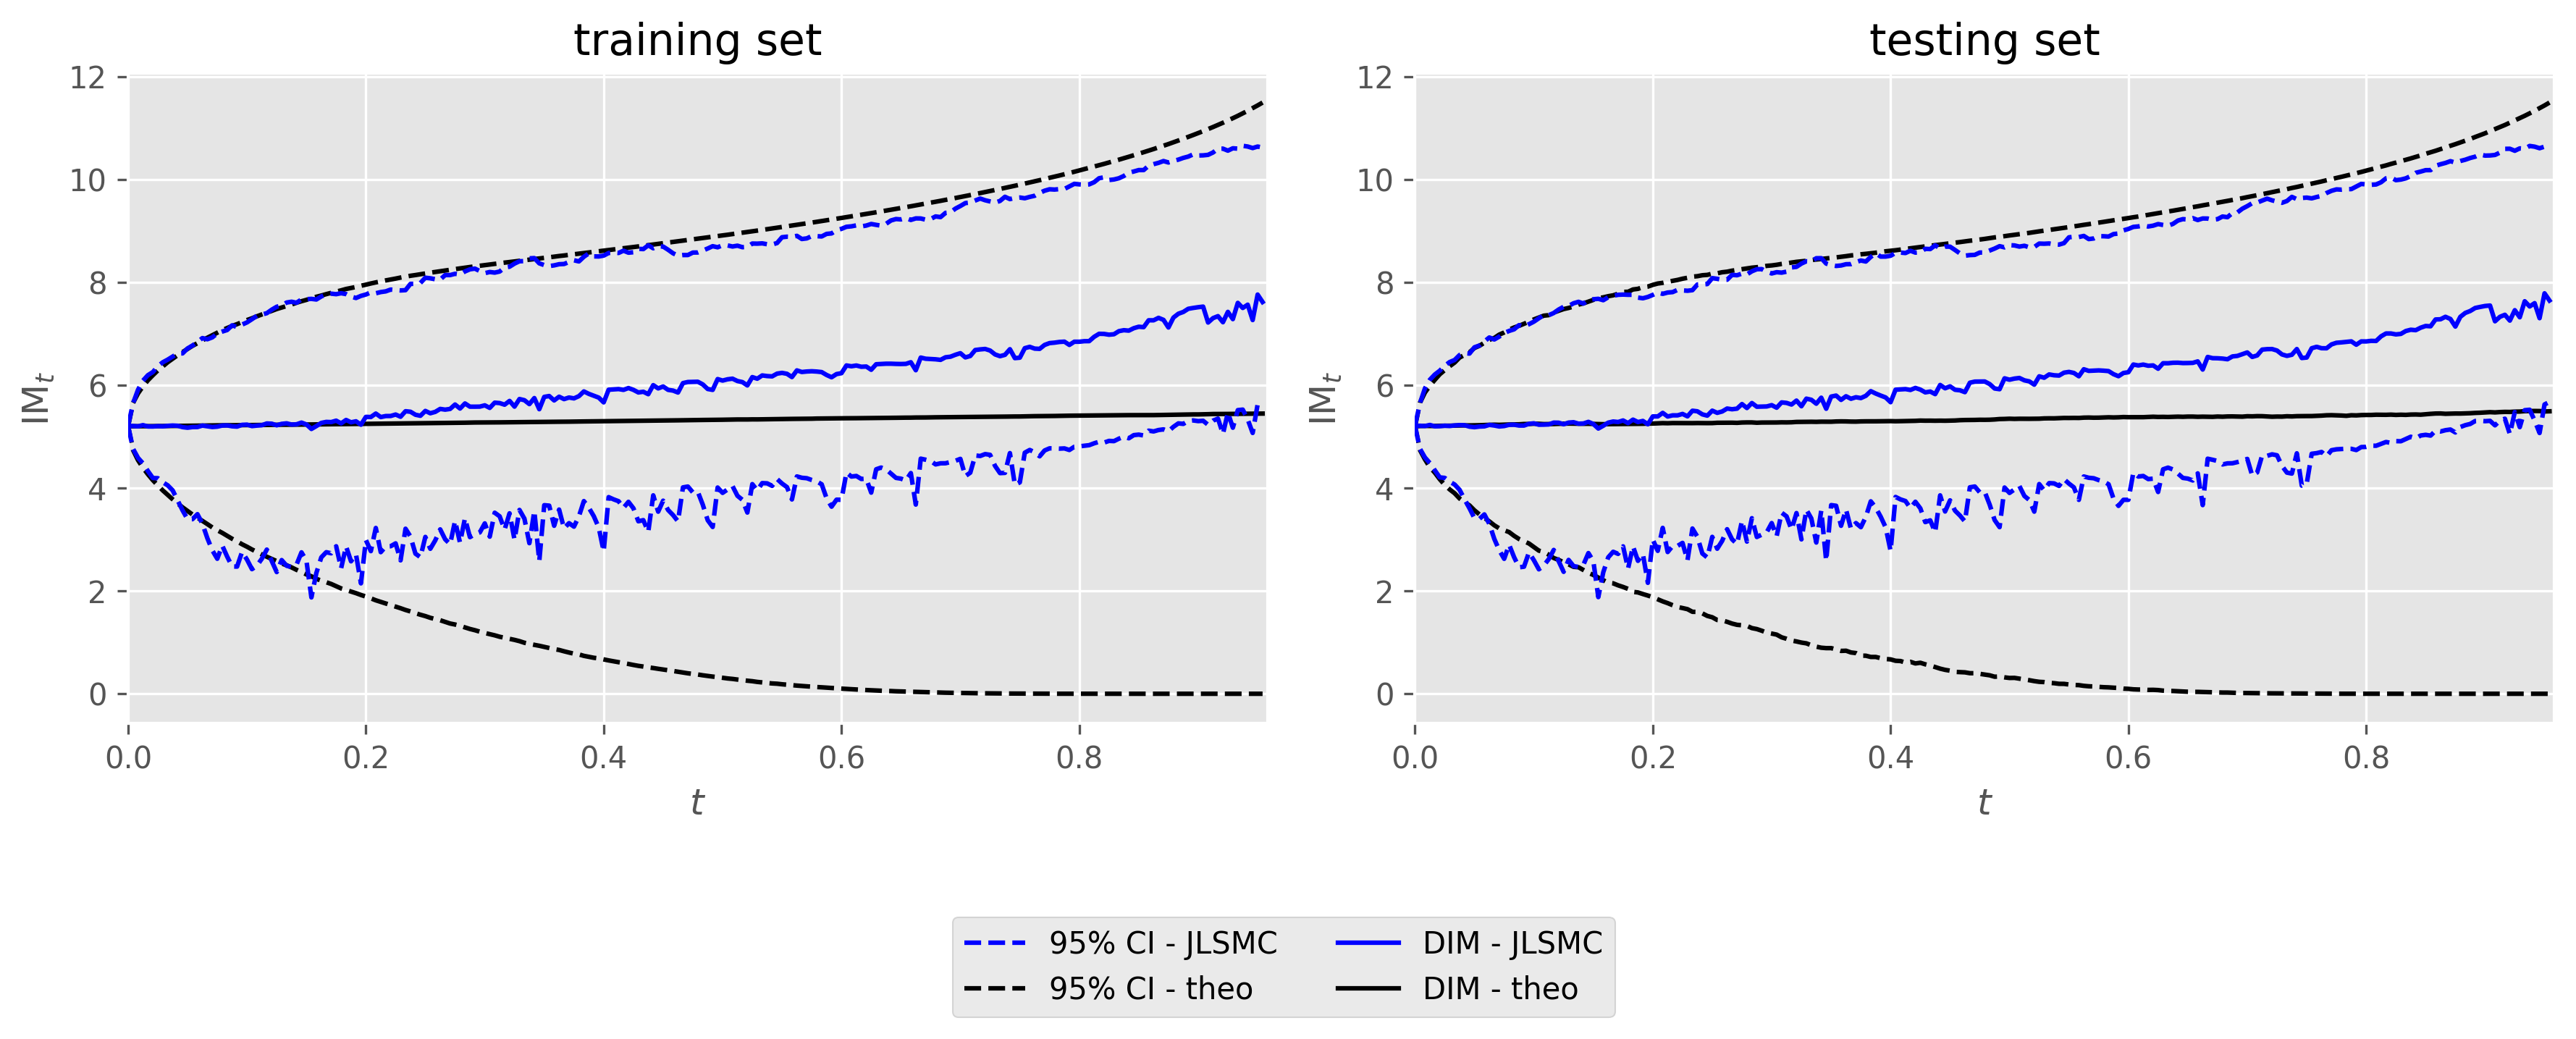 training set
testing set
12
10
8
6
4
2
0
IM_t
0.0 0.2 0.4 0.6 0.8
t
12
10
8
6
4
2
0
IM_t
0.0 0.2 0.4 0.6 0.8
t
95% CI - JLSMC
95% CI - theo
DIM - JLSMC
DIM - theo